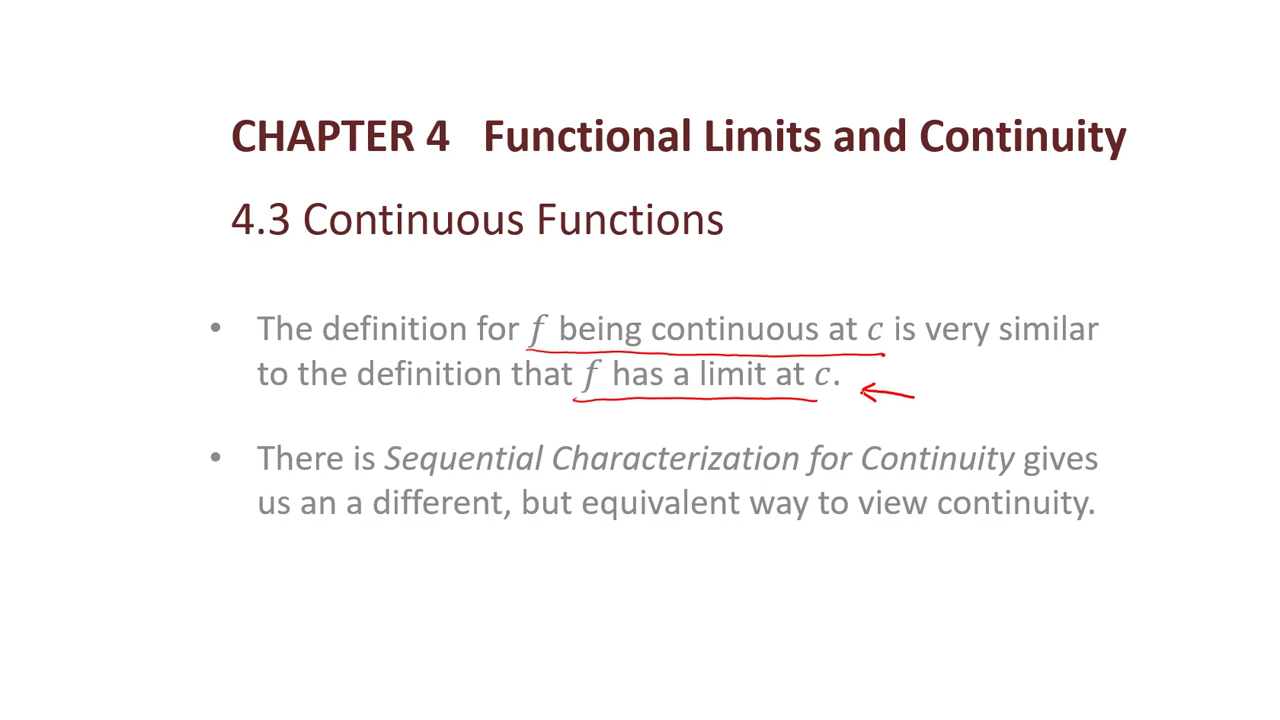 CHAPTER 4 Functional Limits and Continuity
4.3 Continuous Functions
• The definition for f being continuous at c is very similar
to the definition that f has a limit at c.
• There is Sequential Characterization for Continuity gives
us an a different, but equivalent way to view continuity.